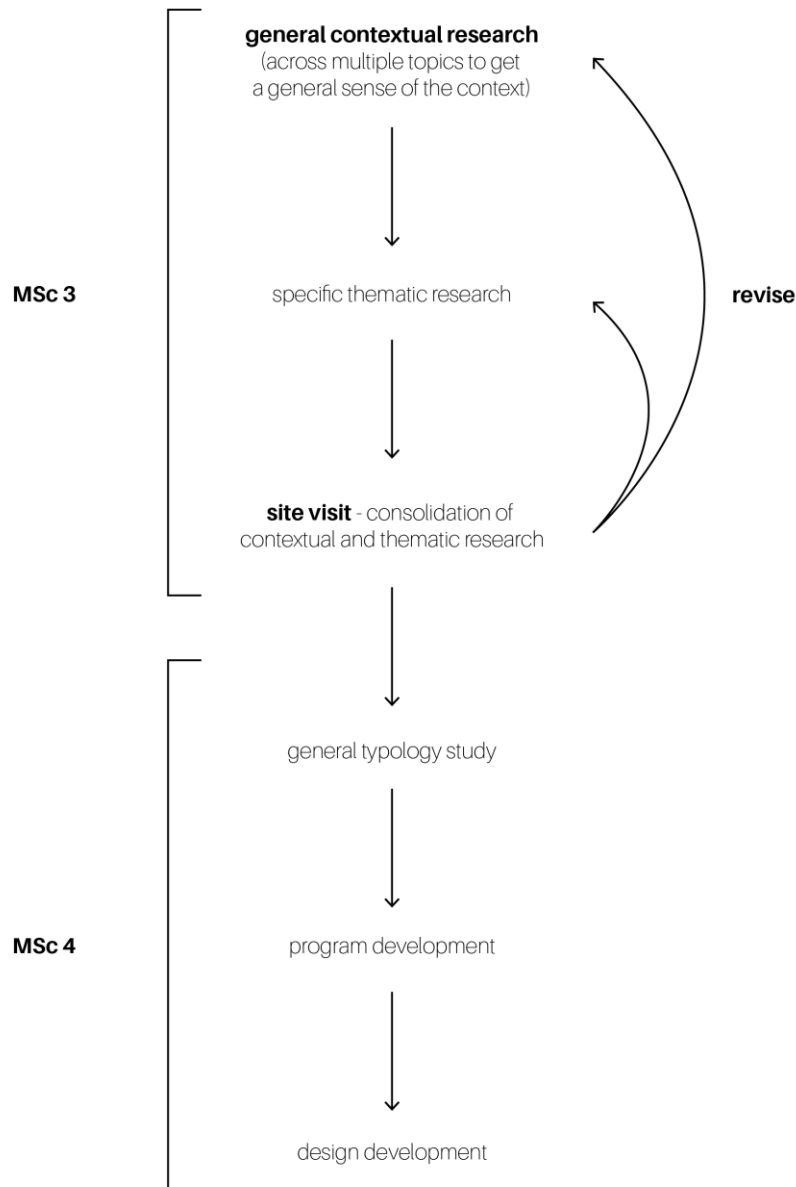 general contextual research
(across multiple topics to get
a general sense of the context)
MSc 3
specific thematic research
revise
site visit - consolidation of
contextual and thematic research
general typology study
MSc 4
program development
design development